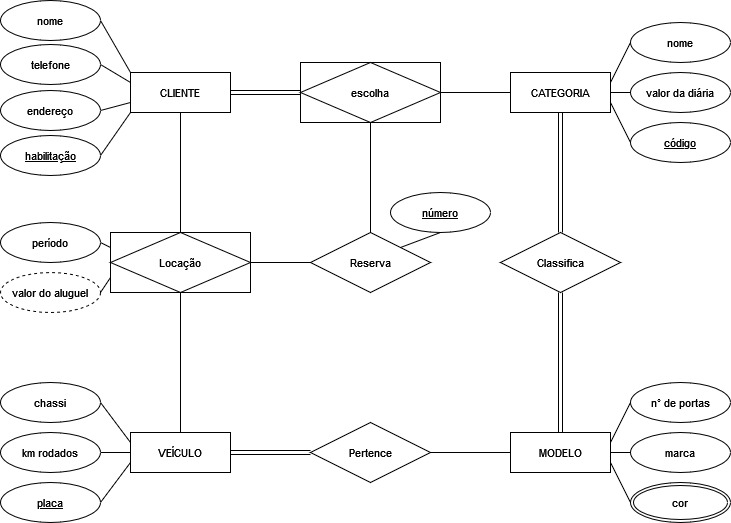 nome
telefone
endereço
habilitação
CLIENTE
escolha
CATEGORIA
nome
valor da diária
código
período
valor do aluguel
Locação
Reserva
número
Classifica
chassi
km rodados
placa
VEÍCULO
Pertence
MODELO
n° de portas
marca
cor